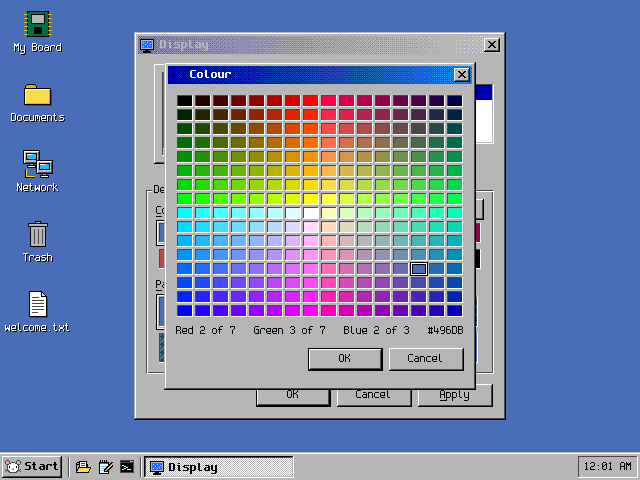 My Board
Documents
Network
Trash
welcome.txt
Display
Colour
Red 2 of 7 Green 3 of 7 Blue 2 of 3 #496DB6
OK Cancel
OK Cancel Apply
Start Display 12:01 AM